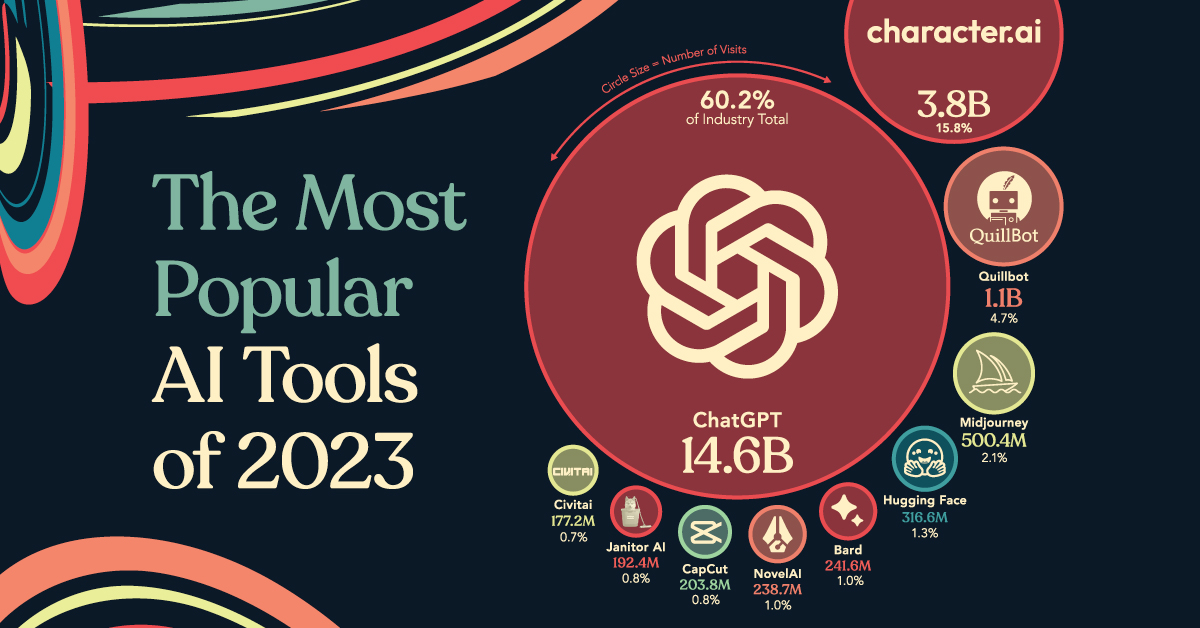 The Most
Popular
AI Tools
of 2023
Circle Size = Number of Visits
60.2%
of Industry Total
ChatGPT
14.6B
character.ai
3.8B
15.8%
QuillBot
Quillbot
1.1B
4.7%
Midjourney
500.4M
2.1%
Hugging Face
316.6M
1.3%
Bard
241.6M
1.0%
NovelAI
238.7M
1.0%
CapCut
203.8M
0.8%
Janitor AI
192.4M
0.8%
CIVITAI
Civitai
177.2M
0.7%